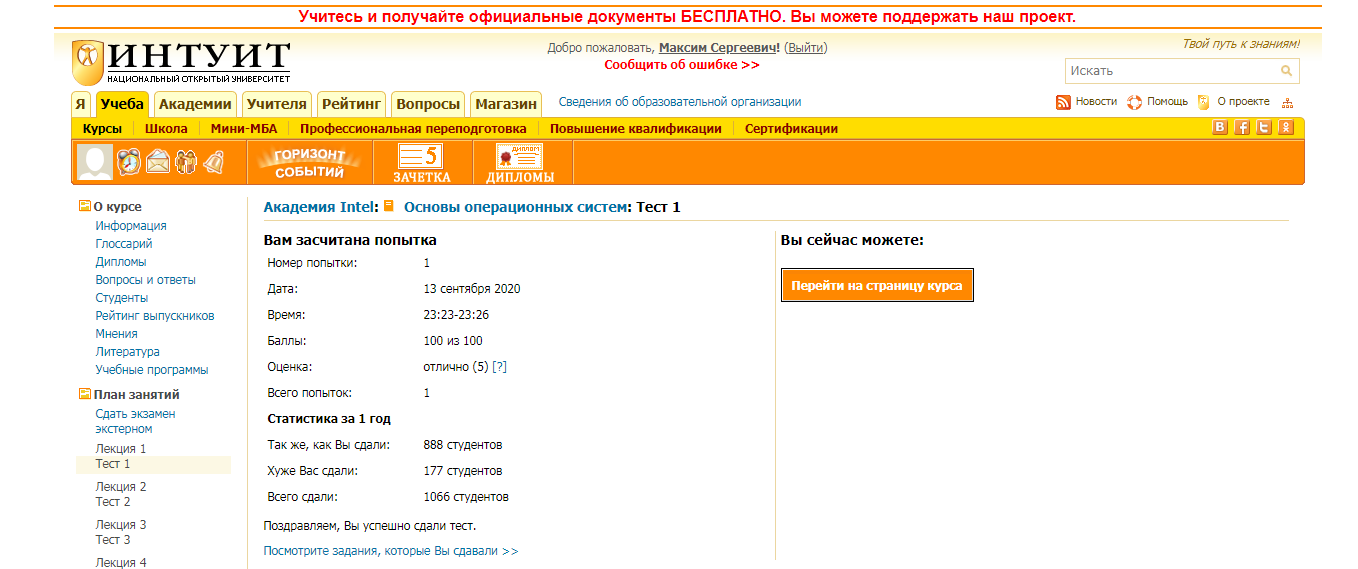 Учитесь и получайте официальные документы БЕСПЛАТНО. Вы можете поддержать наш проект.
ИНТУИТ
НАЦИОНАЛЬНЫЙ ОТКРЫТЫЙ УНИВЕРСИТЕТ
Добро пожаловать, Максим Сергеевич! (Выйти)
Сообщить об ошибке >>
Твой путь к знаниям!
Искать
Я Учеба Академии Учителя Рейтинг Вопросы Магазин Сведения об образовательной организации
Новости Помощь О проекте
Курсы Школа Мини-МБА Профессиональная переподготовка Повышение квалификации Сертификации
ГОРИЗОНТ СОБЫТИЙ
5
ЗАЧЕТКА
ДИПЛОМ
ДИПЛОМЫ
О курсе
Информация
Глоссарий
Дипломы
Вопросы и ответы
Студенты
Рейтинг выпускников
Мнения
Литература
Учебные программы
План занятий
Сдать экзамен
экстерном
Лекция 1
Тест 1
Лекция 2
Тест 2
Лекция 3
Тест 3
Лекция 4
Академия Intel: Основы операционных систем: Тест 1
Вам засчитана попытка
Номер попытки: 1
Дата: 13 сентября 2020
Время: 23:23-23:26
Баллы: 100 из 100
Оценка: отлично (5) [?]
Всего попыток: 1
Статистика за 1 год
Так же, как Вы сдали: 888 студентов
Хуже Вас сдали: 177 студентов
Всего сдали: 1066 студентов
Поздравляем, Вы успешно сдали тест.
Посмотрите задания, которые Вы сдавали >>
Вы сейчас можете:
Перейти на страницу курса